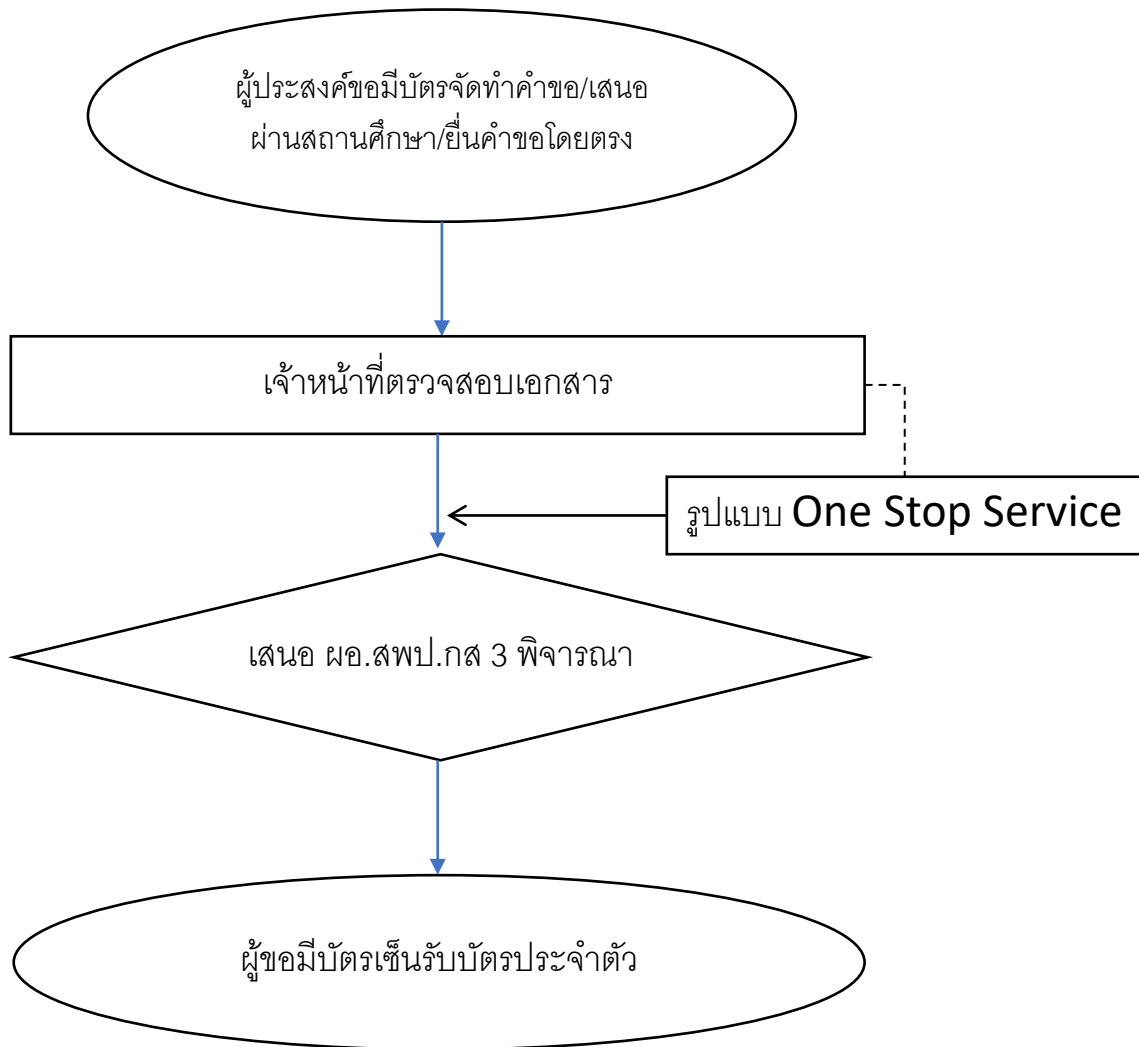 ผู้ประสงค์ขอมีบัตรจัดทำคำขอ/เสนอ
ผ่านสถานศึกษา/ยื่นคำขอโดยตรง
เจ้าหน้าที่ตรวจสอบเอกสาร
รูปแบบ One Stop Service
เสนอ ผอ.สพป.กส 3 พิจารณา
ผู้ขอมีบัตรเซ็นรับบัตรประจำตัว